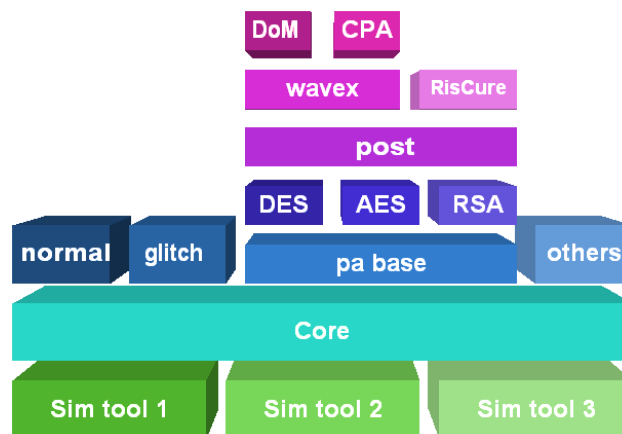 DoM
CPA
wavex
RisCure
post
DES
AES
RSA
normal
glitch
pa base
others
Core
Sim tool 1
Sim tool 2
Sim tool 3